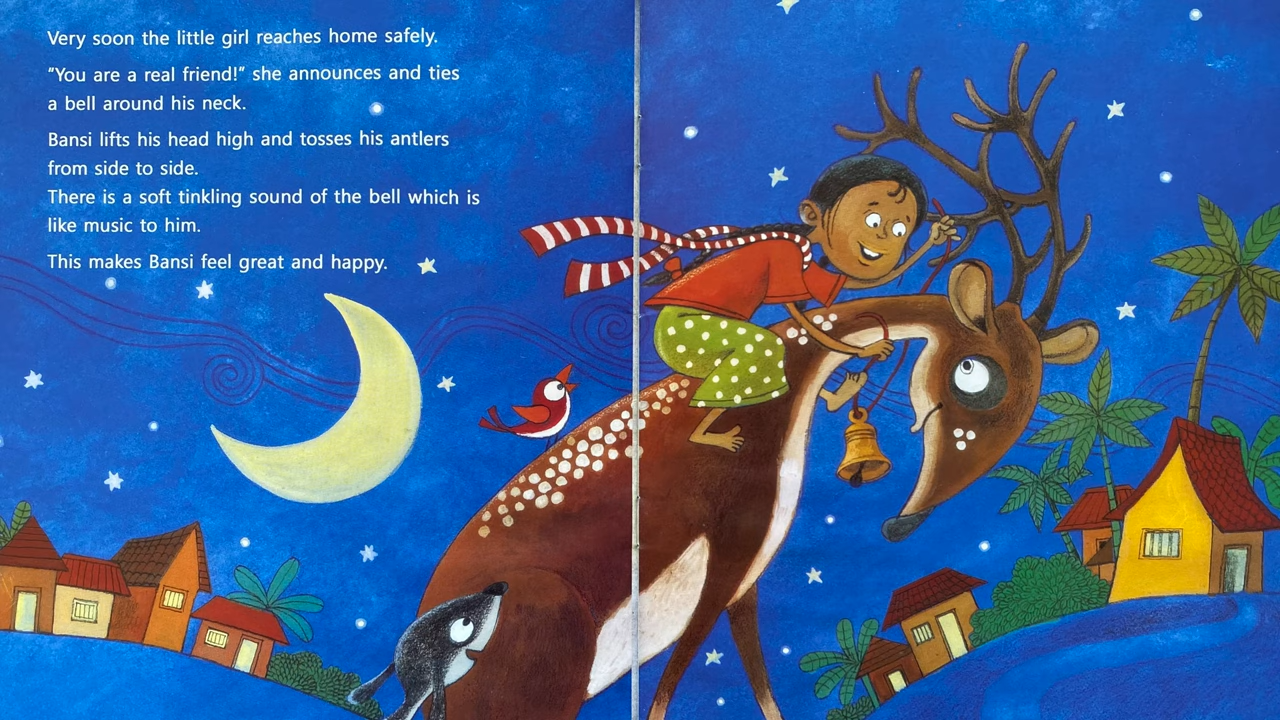 Very soon the little girl reaches home safely.
"You are a real friend!" she announces and ties
a bell around his neck.
Bansi lifts his head high and tosses his antlers
from side to side.
There is a soft tinkling sound of the bell which is
like music to him.
This makes Bansi feel great and happy.